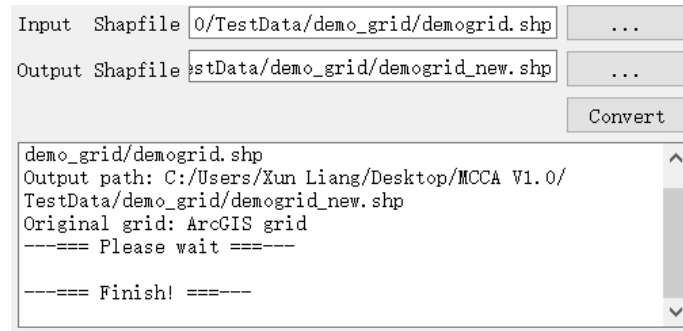 Input Shapfile 0/TestData/demo_grid/demogrid.shp ...
Output Shapfile stData/demo_grid/demogrid_new.shp ...
Convert
demo_grid/demogrid.shp
Output path: C:/Users/Xun Liang/Desktop/MCCA V1.0/
TestData/demo_grid/demogrid_new.shp
Original grid: ArcGIS grid
---=== Please wait ===---
---=== Finish! ===---